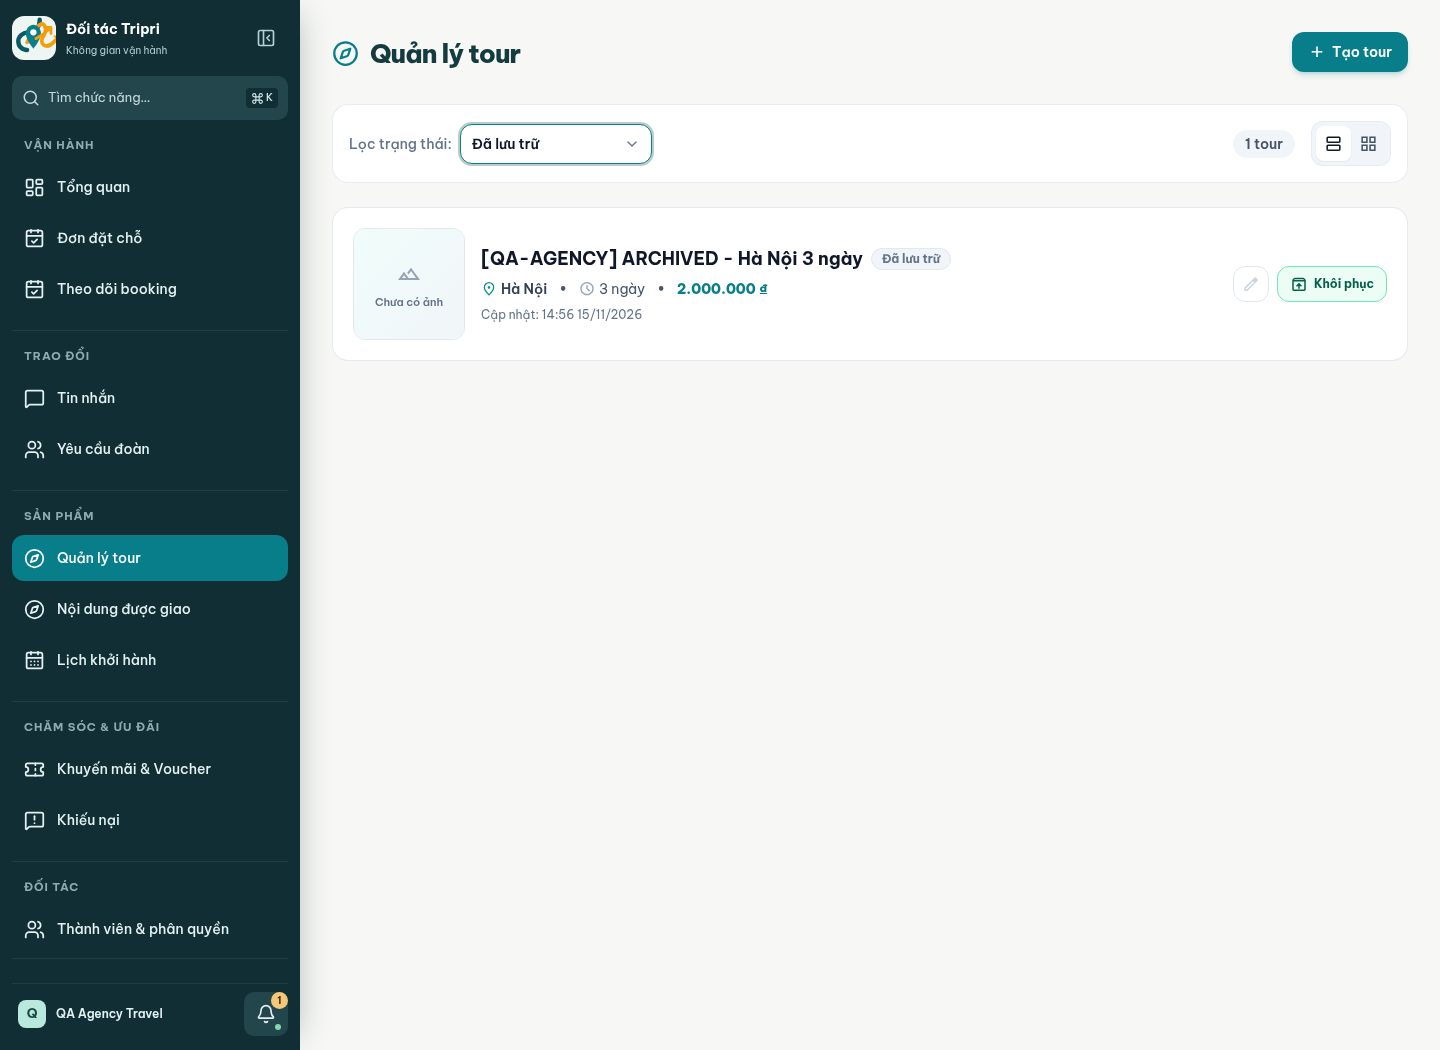 Đối tác Tripri
Không gian vận hành
Tìm chức năng...
⌘K
VẬN HÀNH
Tổng quan
Đơn đặt chỗ
Theo dõi booking
TRAO ĐỔI
Tin nhắn
Yêu cầu đoàn
SẢN PHẨM
Quản lý tour
Nội dung được giao
Lịch khởi hành
CHĂM SÓC & ƯU ĐÃI
Khuyến mãi & Voucher
Khiếu nại
ĐỐI TÁC
Thành viên & phân quyền
Q
QA Agency Travel
1
Quản lý tour
Tạo tour
Lọc trạng thái:
Đã lưu trữ
1 tour
Chưa có ảnh
[QA-AGENCY] ARCHIVED - Hà Nội 3 ngày
Đã lưu trữ
Hà Nội • 3 ngày • 2.000.000 ₫
Cập nhật: 14:56 15/11/2026
Khôi phục